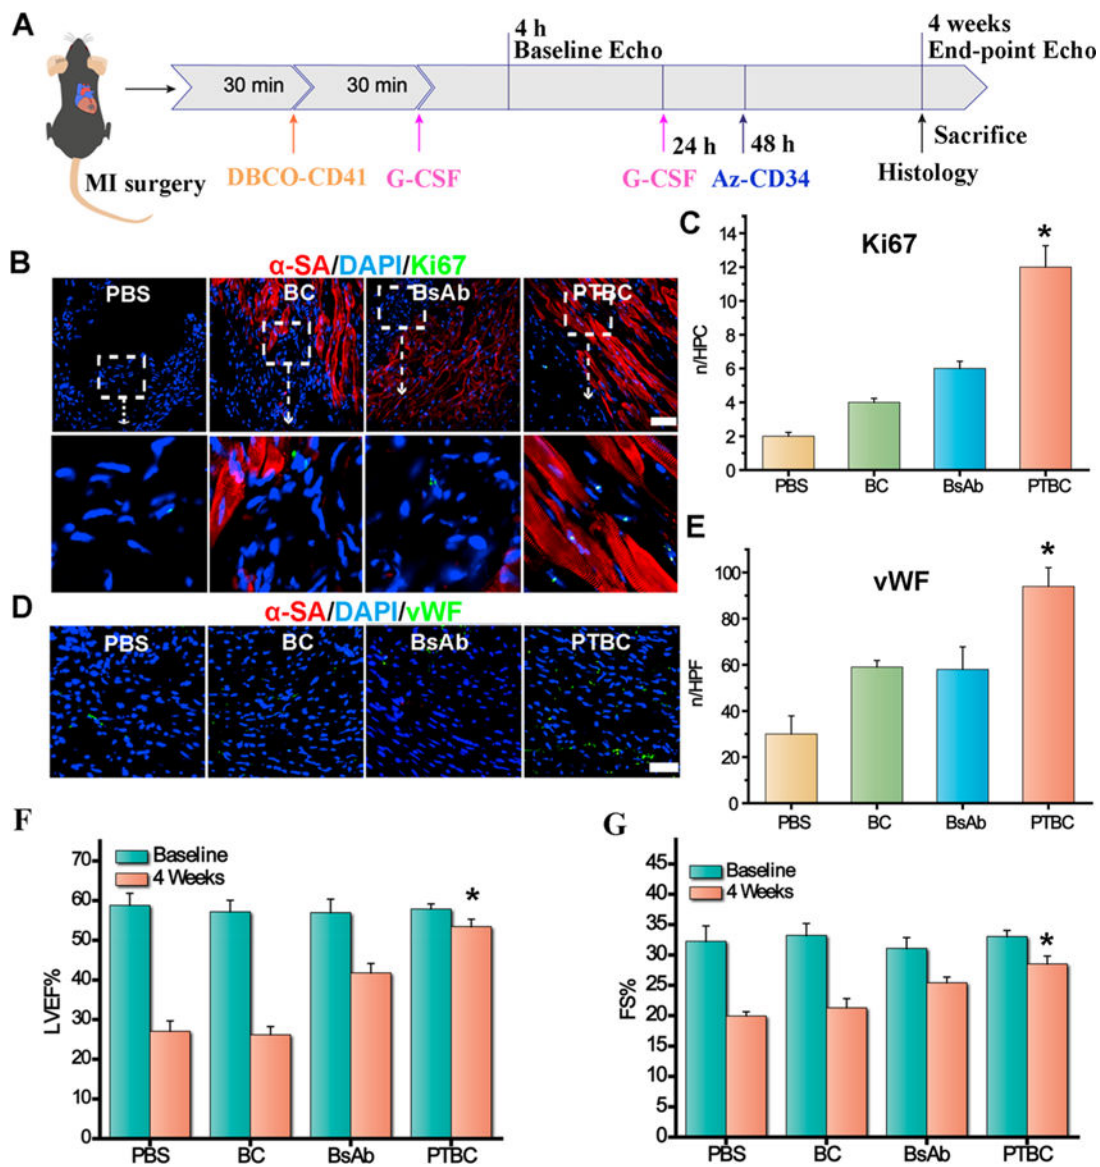 A
4 h
Baseline Echo
4 weeks
End-point Echo
30 min
30 min
MI surgery
DBCO-CD41
G-CSF
G-CSF
24 h
48 h
Az-CD34
Sacrifice
Histology
B
α-SA/DAPI/Ki67
PBS
BC
BsAb
PTBC
C
Ki67
*
n/HPC
14
12
10
8
6
4
2
0
PBS
BC
BsAb
PTBC
D
α-SA/DAPI/vWF
PBS
BC
BsAb
PTBC
E
vWF
*
n/HPF
100
80
60
40
20
0
PBS
BC
BsAb
PTBC
F
Baseline
4 Weeks
*
LVEF%
70
60
50
40
30
20
10
0
PBS
BC
BsAb
PTBC
G
Baseline
4 Weeks
*
FS%
45
40
35
30
25
20
15
10
5
0
PBS
BC
BsAb
PTBC